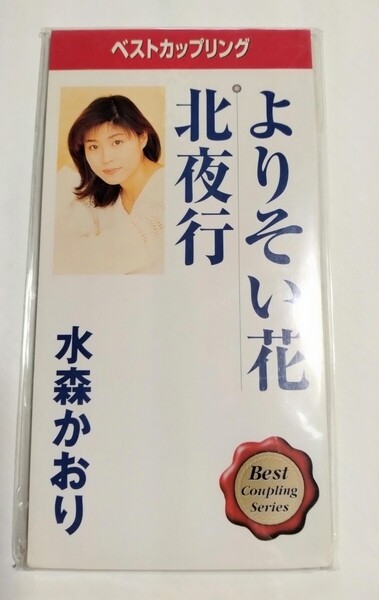 ベストカップリング
よりそい花
北夜行
水森かおり
Best
Coupling
Series